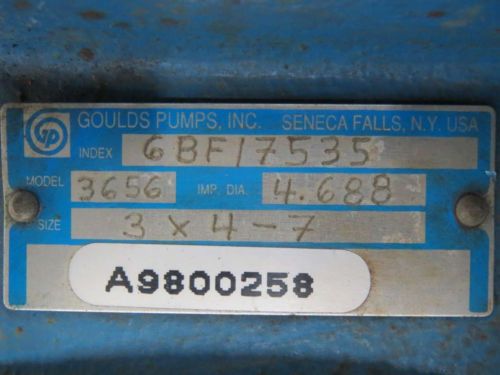 GP GOULDS PUMPS, INC. SENECA FALLS, N.Y. USA
INDEX 6BF17535
MODEL 3656 IMP. DIA. 4.688
SIZE 3 x 4-7
A9800258